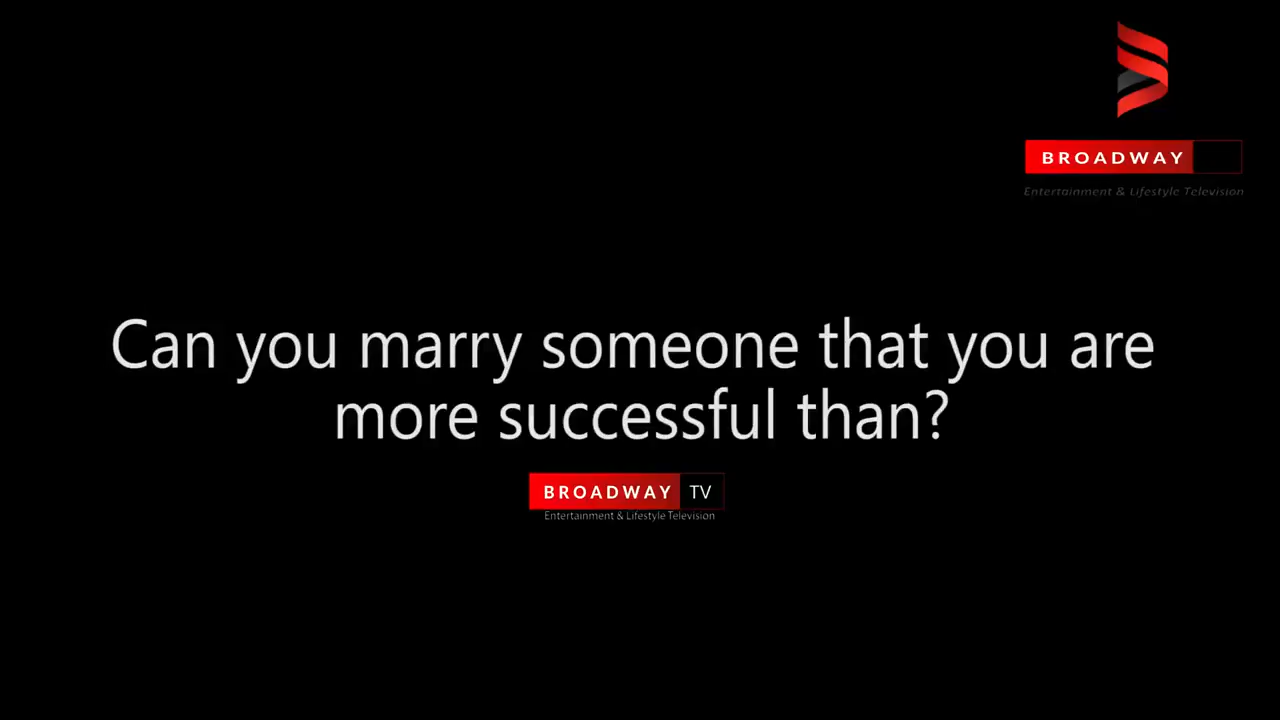 BROADWAY
Entertainment & Lifestyle Television
Can you marry someone that you are
more successful than?
BROADWAY TV
Entertainment & Lifestyle Television